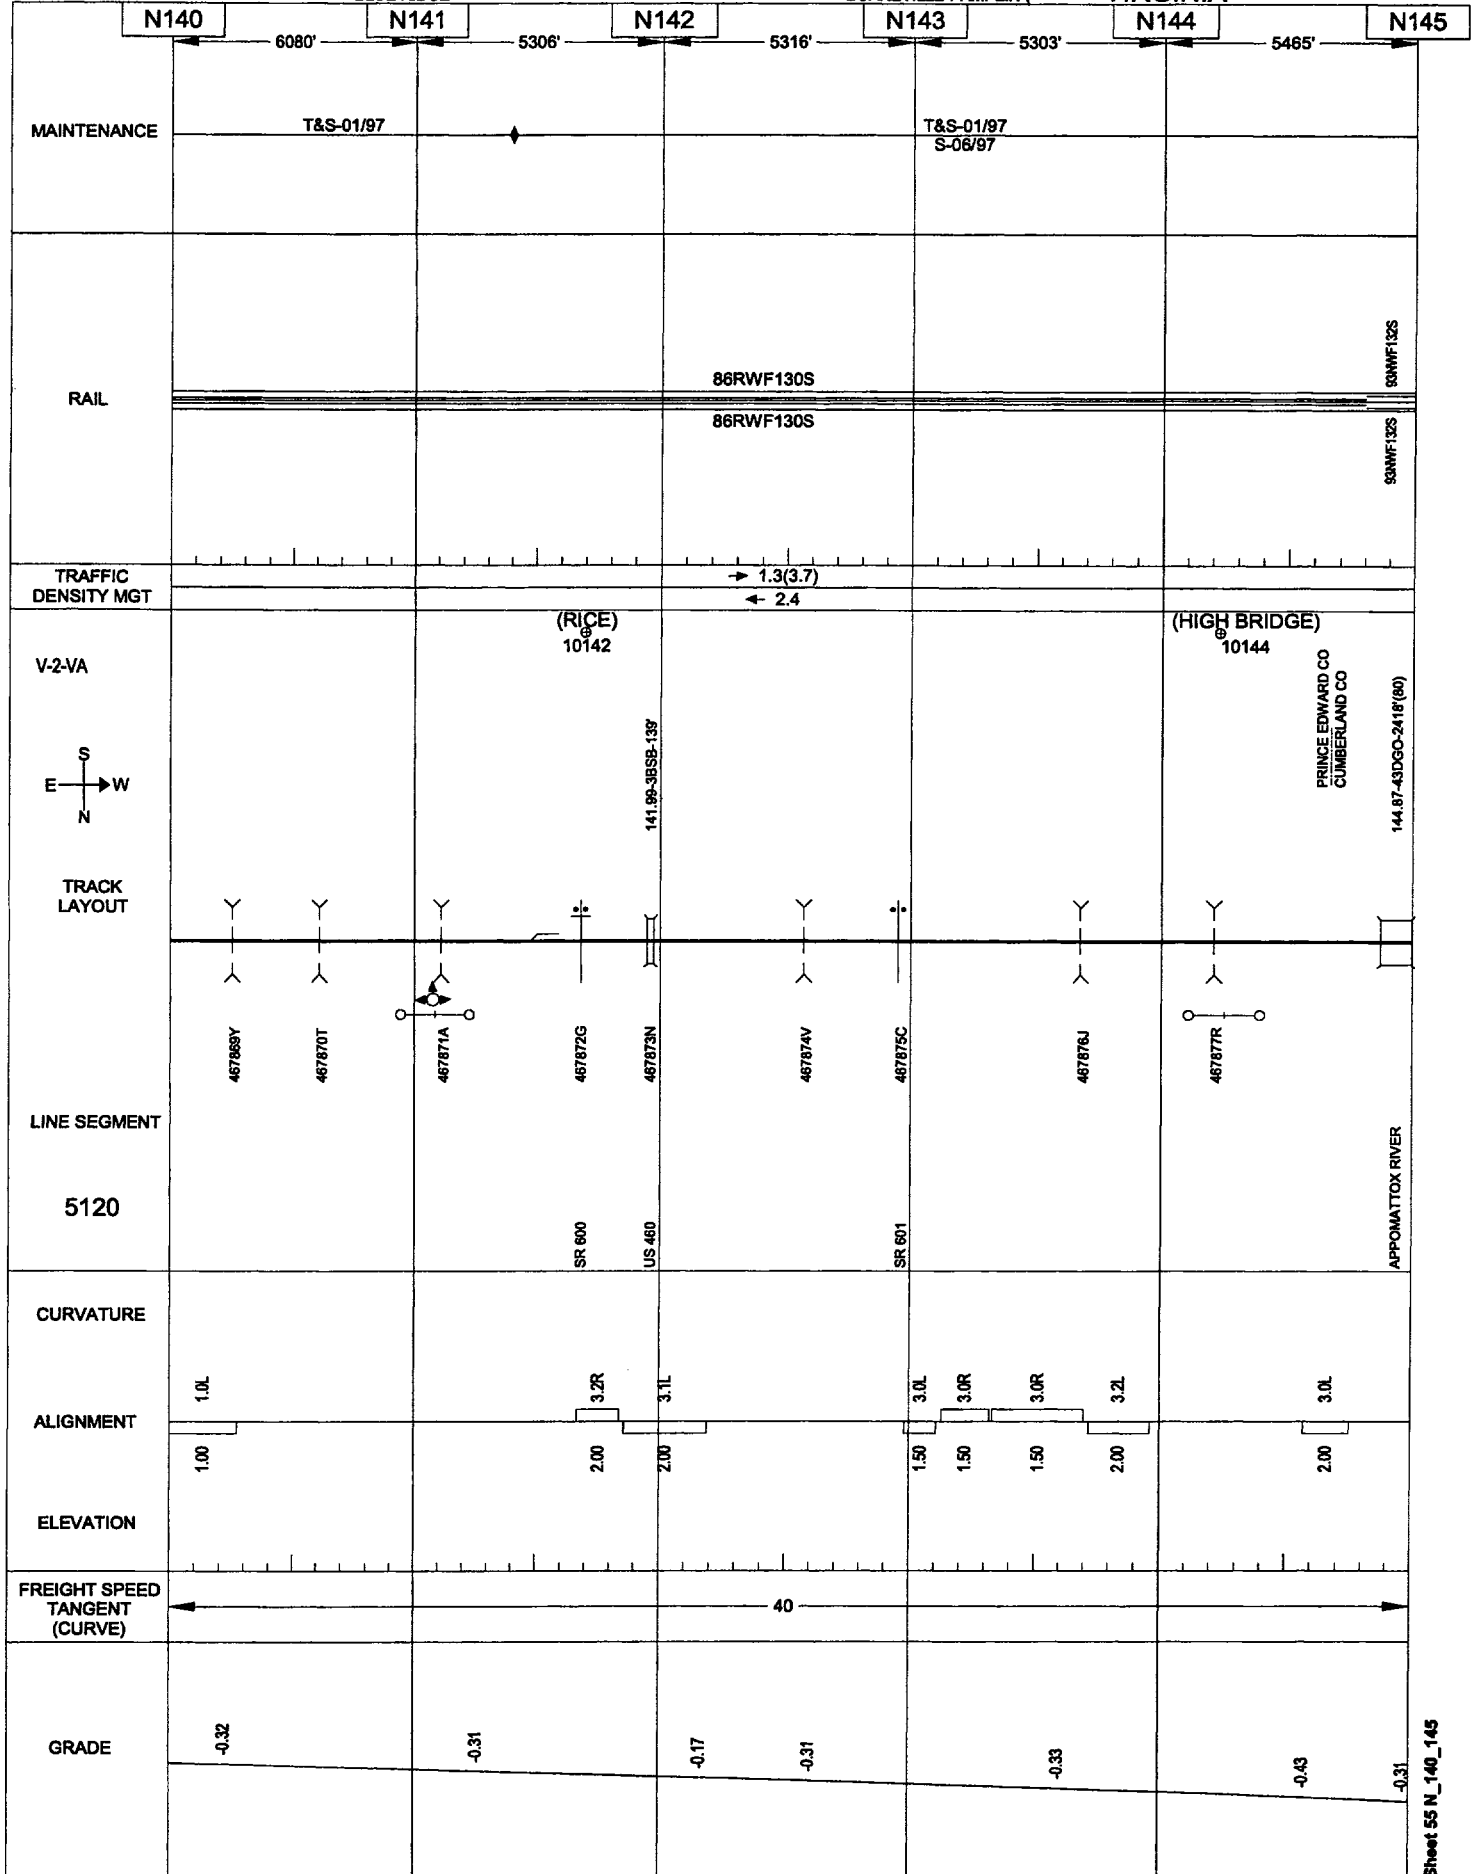 N140 N141 N142 N143 N144 N145
6080' 5306' 5316' 5303' 5465'
MAINTENANCE
T&S-01/97
T&S-01/97
S-06/97
RAIL
86RWF130S
86RWF130S
93NWF132S
93NWF132S
TRAFFIC
DENSITY MGT
→ 1.3(3.7)
← 2.4
V-2-VA
(RICE)
10142
(HIGH BRIDGE)
10144
PRINCE EDWARD CO
CUMBERLAND CO
141.99-3BSB-139'
144.87-43DGO-2418'(80)
S
E W
N
TRACK
LAYOUT
467869Y
467870T
467871A
467872G
467873N
467874V
467875C
467876J
467877R
LINE SEGMENT
5120
SR 600
US 460
SR 601
APPOMATTOX RIVER
CURVATURE
1.0L 3.2R 3.1L 3.0L 3.0R 3.0R 3.2L 3.0L
ALIGNMENT
1.00 2.00 2.00 1.50 1.50 1.50 2.00 2.00
ELEVATION
FREIGHT SPEED
TANGENT
(CURVE)
40
GRADE
-0.32 -0.31 -0.17 -0.31 -0.33 -0.43 -0.31
Sheet 55 N_140_145